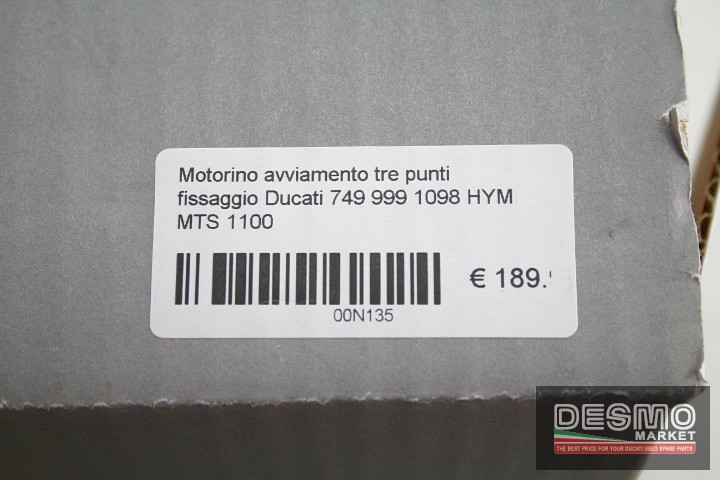 Motorino avviamento tre punti
fissaggio Ducati 749 999 1098 HYM
MTS 1100
€ 189.
00N135
DESMO
MARKET
THE BEST PRICE FOR YOUR DUCATI USED SPARE PARTS